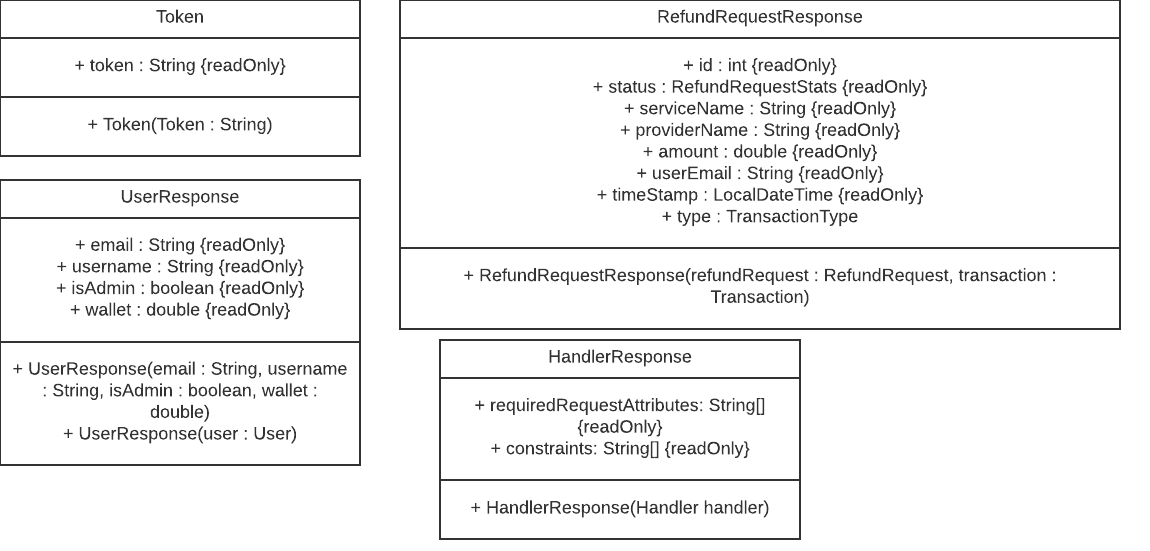 Token
+ token : String {readOnly}
+ Token(Token : String)
UserResponse
+ email : String {readOnly}
+ username : String {readOnly}
+ isAdmin : boolean {readOnly}
+ wallet : double {readOnly}
+ UserResponse(email : String, username
: String, isAdmin : boolean, wallet :
double)
+ UserResponse(user : User)
RefundRequestResponse
+ id : int {readOnly}
+ status : RefundRequestStats {readOnly}
+ serviceName : String {readOnly}
+ providerName : String {readOnly}
+ amount : double {readOnly}
+ userEmail : String {readOnly}
+ timeStamp : LocalDateTime {readOnly}
+ type : TransactionType
+ RefundRequestResponse(refundRequest : RefundRequest, transaction :
Transaction)
HandlerResponse
+ requiredRequestAttributes: String[]
{readOnly}
+ constraints: String[] {readOnly}
+ HandlerResponse(Handler handler)